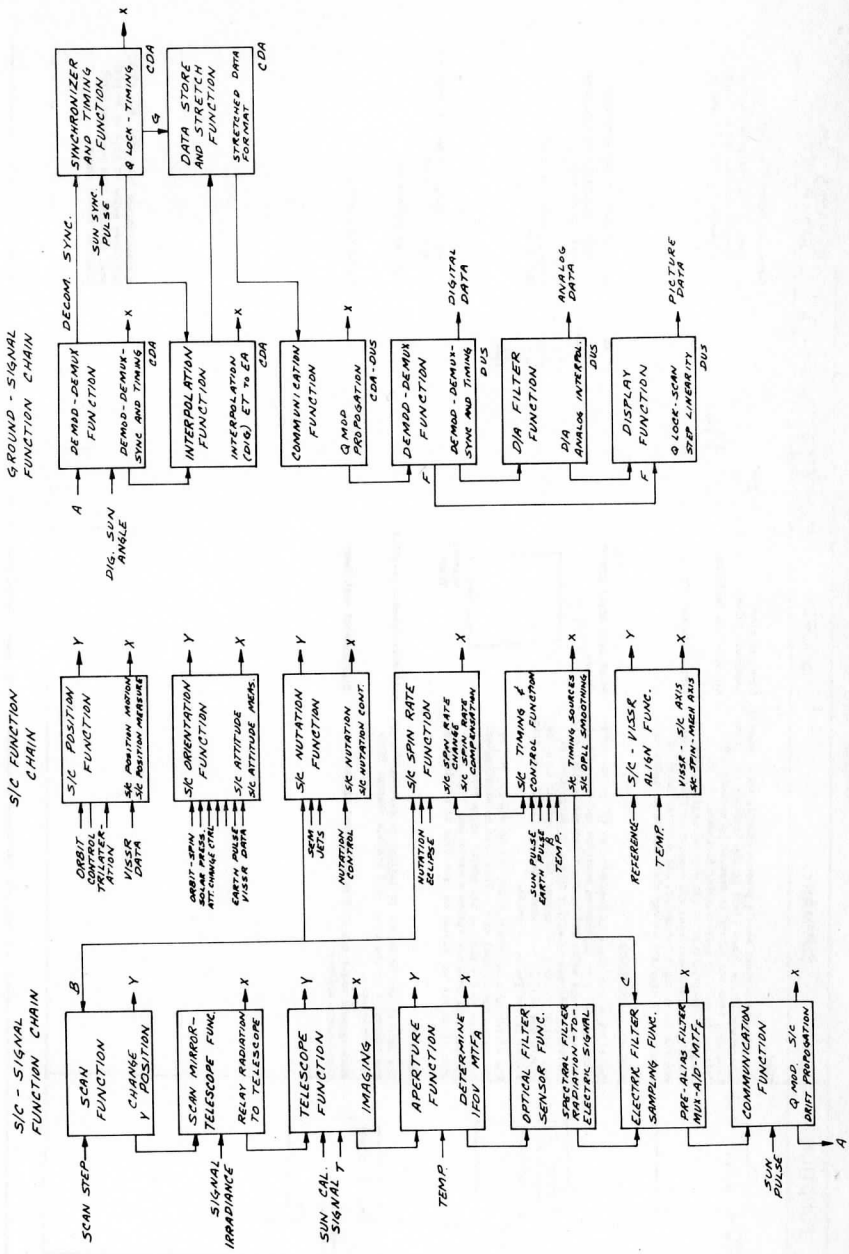 S/C - SIGNAL
FUNCTION CHAIN
SCAN STEP
SCAN
FUNCTION
CHANGE
Y POSITION
B
Y
SIGNAL
IRRADIANCE
SCAN MIRROR-
TELESCOPE FUNC.
RELAY RADIATION
TO TELESCOPE
X
SUN CAL.
SIGNAL
T
TELESCOPE
FUNCTION
IMAGING
Y
X
TEMP.
APERTURE
FUNCTION
DETERMINE
IFOV MTFA
Y
X
OPTICAL FILTER
SENSOR FUNC.
SPECTRAL FILTER
RADIATION-TO-
ELECTRIC SIGNAL
C
ELECTRIC FILTER
SAMPLING FUNC.
PRE-ALIAS FILTER
MUX-A/D-MTFF
X
SUN
PULSE
COMMUNICATION
FUNCTION
Q MOD. S/C
DRIFT PROPOGATION
X
A
S/C FUNCTION
CHAIN
ORBIT
CONTROL
TRILATER-
ATION
VISSR
DATA
S/C POSITION
FUNCTION
S/C POSITION MOTION
S/C POSITION MEASURE
Y
X
ORBIT-SPIN
SOLAR PRESS.
ATT. CHANGE CTRL
EARTH PULSE
VISSR DATA
S/C ORIENTATION
FUNCTION
S/C ATTITUDE
S/C ATTITUDE MEAS.
Y
X
SKM
JETS
NUTATION
CONTROL
S/C NUTATION
FUNCTION
S/C NUTATION
S/C NUTATION CONT.
Y
X
NUTATION
ECLIPSE
S/C SPIN RATE
FUNCTION
S/C SPIN RATE
CHANGE
S/C SPIN RATE
COMPENSATION
X
SUN PULSE
EARTH PULSE
B
TEMP.
S/C TIMING &
CONTROL FUNCTION
S/C TIMING SOURCES
S/C DPLL SMOOTHING
X
REFERENCE
TEMP.
S/C - VISSR
ALIGN FUNC.
VISSR - S/C AXIS
S/C SPIN-MECH AXIS
Y
X
GROUND - SIGNAL
FUNCTION CHAIN
A
DIG. SUN
ANGLE
DEMOD-DEMUX
FUNCTION
DEMOD-DEMUX-
SYNC AND TIMING
X
CDA
DECOM. SYNC.
SUN SYNC.
PULSE
SYNCHRONIZER
AND TIMING
FUNCTION
Q LOCK - TIMING
X
CDA
G
INTERPOLATION
FUNCTION
INTERPOLATION
(DIG) ET TO EA
X
CDA
DATA STORE
AND STRETCH
FUNCTION
STRETCHED DATA
FORMAT
CDA
COMMUNICATION
FUNCTION
Q MOD
PROPOGATION
X
CDA-DUS
DEMOD-DEMUX
FUNCTION
F
DEMOD-DEMUX-
SYNC AND TIMING
DUS
DIGITAL
DATA
D/A FILTER
FUNCTION
D/A
ANALOG INTERPOL.
DUS
ANALOG
DATA
F
DISPLAY
FUNCTION
Q LOCK-SCAN
STEP LINEARITY
DUS
PICTURE
DATA